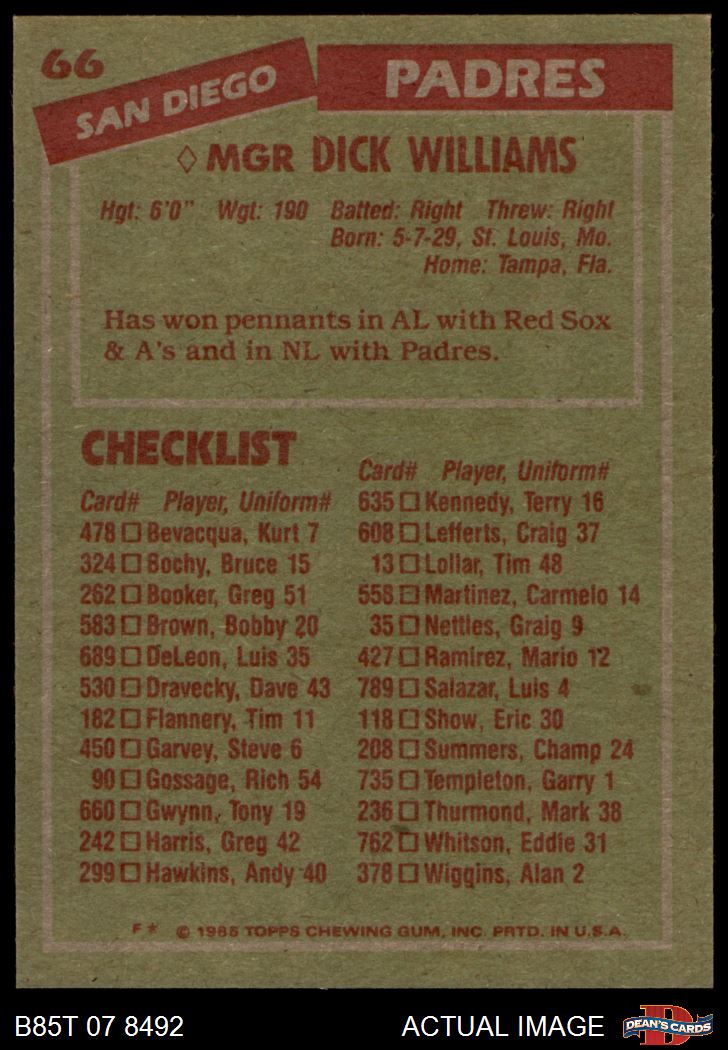 66
SAN DIEGO
PADRES
◊ MGR DICK WILLIAMS
Hgt: 6'0" Wgt: 190 Batted: Right Threw: Right
Born: 5-7-29, St. Louis, Mo.
Home: Tampa, Fla.
Has won pennants in AL with Red Sox
& A's and in NL with Padres.
CHECKLIST
Card# Player, Uniform#
478 □ Bevacqua, Kurt 7
324 □ Bochy, Bruce 15
262 □ Booker, Greg 51
583 □ Brown, Bobby 20
689 □ DeLeon, Luis 35
530 □ Dravecky, Dave 43
182 □ Flannery, Tim 11
450 □ Garvey, Steve 6
90 □ Gossage, Rich 54
660 □ Gwynn, Tony 19
242 □ Harris, Greg 42
299 □ Hawkins, Andy 40
Card# Player, Uniform#
635 □ Kennedy, Terry 16
608 □ Lefferts, Craig 37
13 □ Lollar, Tim 48
558 □ Martinez, Carmelo 14
35 □ Nettles, Graig 9
427 □ Ramirez, Mario 12
789 □ Salazar, Luis 4
118 □ Show, Eric 30
208 □ Summers, Champ 24
735 □ Templeton, Garry 1
236 □ Thurmond, Mark 38
762 □ Whitson, Eddie 31
378 □ Wiggins, Alan 2
F* © 1985 TOPPS CHEWING GUM, INC. PRTD. IN U.S.A.
B85T 07 8492
ACTUAL IMAGE
D
DEAN'S CARDS